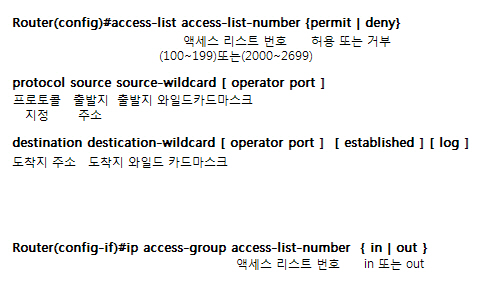 Router(config)#access-list access-list-number {permit | deny}
액세스 리스트 번호 허용 또는 거부
(100~199)또는(2000~2699)
protocol source source-wildcard [ operator port ]
프로토콜 출발지 출발지 와일드카드마스크
지정 주소
destination destication-wildcard [ operator port ] [ established ] [ log ]
도착지 주소 도착지 와일드 카드마스크
Router(config-if)#ip access-group access-list-number { in | out }
액세스 리스트 번호 in 또는 out